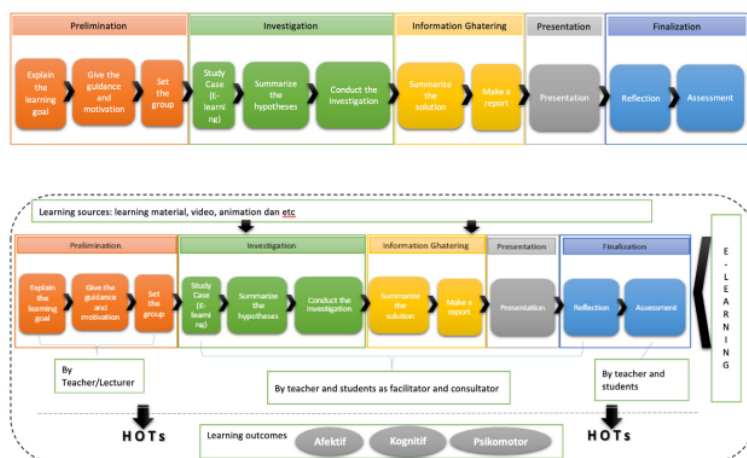 Prelimination
Investigation
Information Ghatering
Presentation
Finalization
Explain
the
learning
goal
Give the
guidance
and
motivation
Set
the
group
Study
Case
(E-
learni
ng)
Summarize
the
hypotheses
Conduct the
investigation
Summarize
the
solution
Make a
report
Presentation
Reflection
Assessment
Learning sources: learning material, video, animation dan etc
Prelimination
Investigation
Information Ghatering
Presentation
Finalization
Explain
the
learning
goal
Give the
guidance
and
motivation
Set
the
group
Study
Case
(E-
learni
ng)
Summarize
the
hypotheses
Conduct the
investigation
Summarize
the
solution
Make a
report
Presentation
Reflection
Assessment
E
-
L
E
A
R
N
I
N
G
By
Teacher/Lecturer
By teacher and students as facilitator and consultator
By teacher and
students
HOTs
Learning outcomes
Afektif
Kognitif
Psikomotor
HOTs